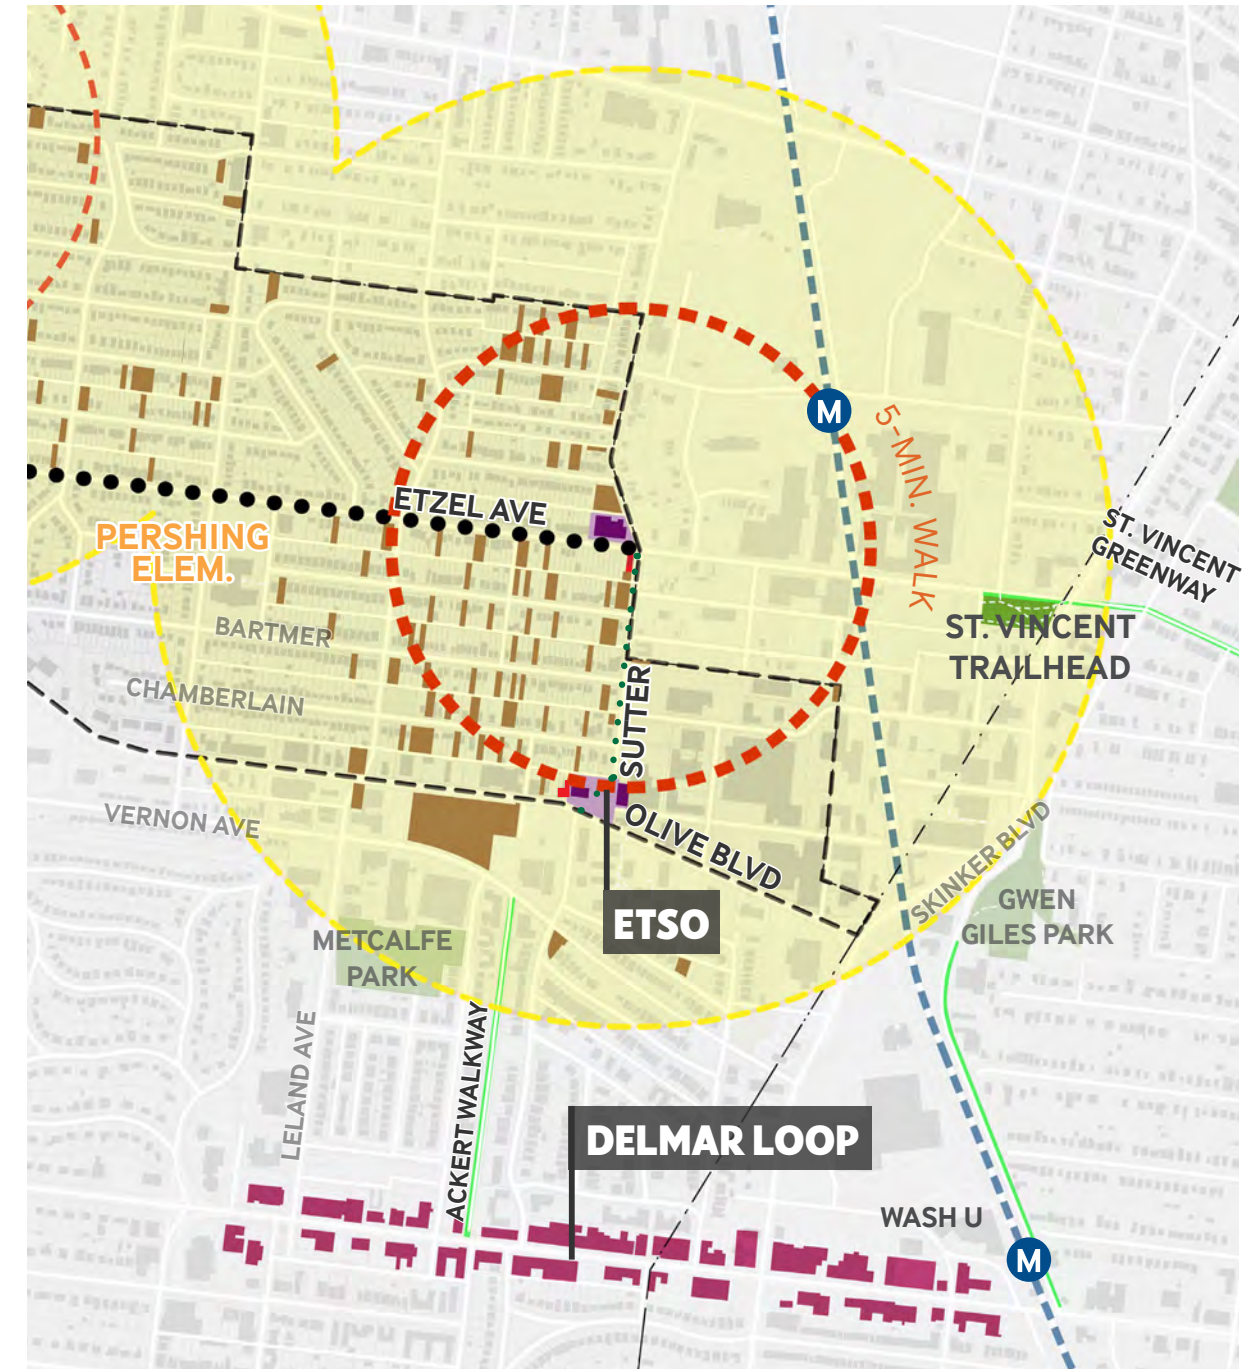 M
5-MIN. WALK
ETZEL AVE
PERSHING
ELEM.
ST. VINCENT
GREENWAY
ST. VINCENT
TRAILHEAD
BARTMER
CHAMBERLAIN
SUTTER
VERNON AVE
OLIVE BLVD
SKINKER BLVD
ETSO
GWEN
GILES PARK
METCALFE
PARK
LELAND AVE
ACKERT WALKWAY
DELMAR LOOP
WASH U
M